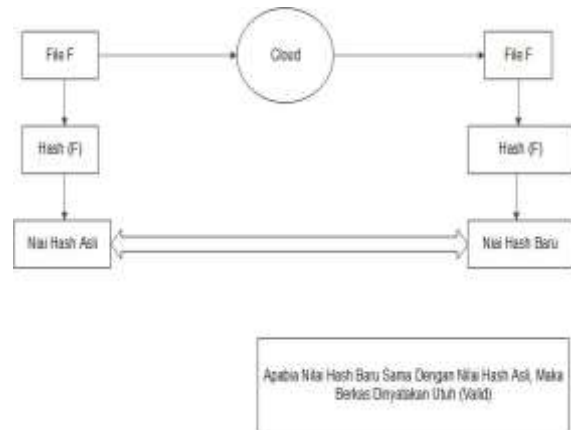 File F
Cloud
File F
Hash (F)
Hash (F)
Nilai Hash Asli
Nilai Hash Baru
Apabila Nilai Hash Baru Sama Dengan Nilai Hash Asli, Maka
Berkas Dinyatakan Utuh (Valid)